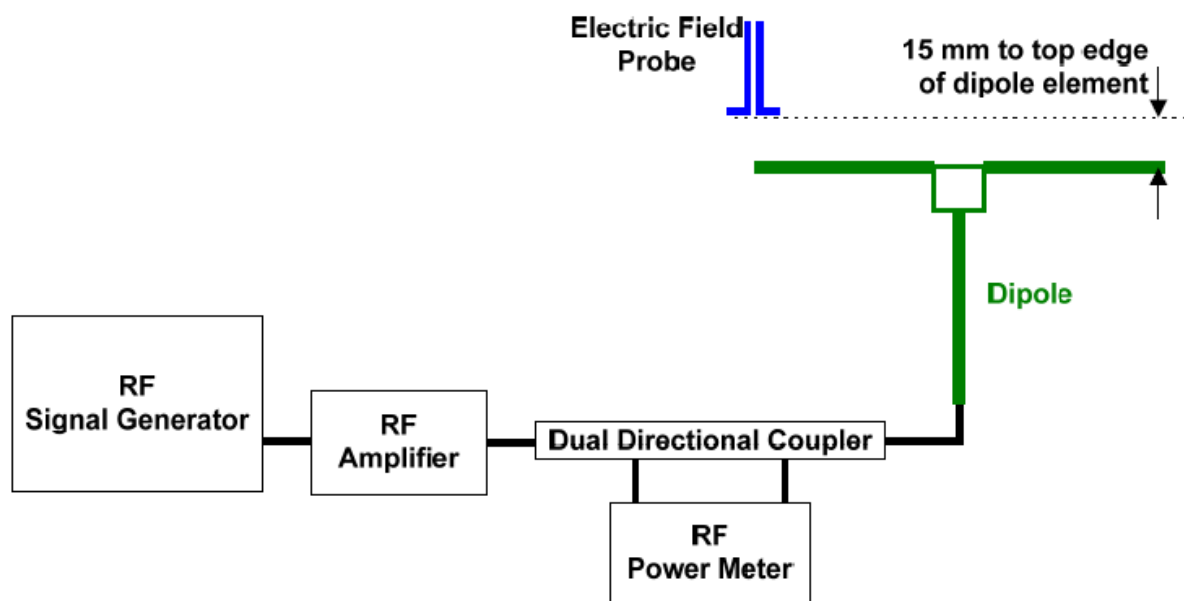 Electric Field
Probe
15 mm to top edge
of dipole element
Dipole
RF
Signal Generator
RF
Amplifier
Dual Directional Coupler
RF
Power Meter